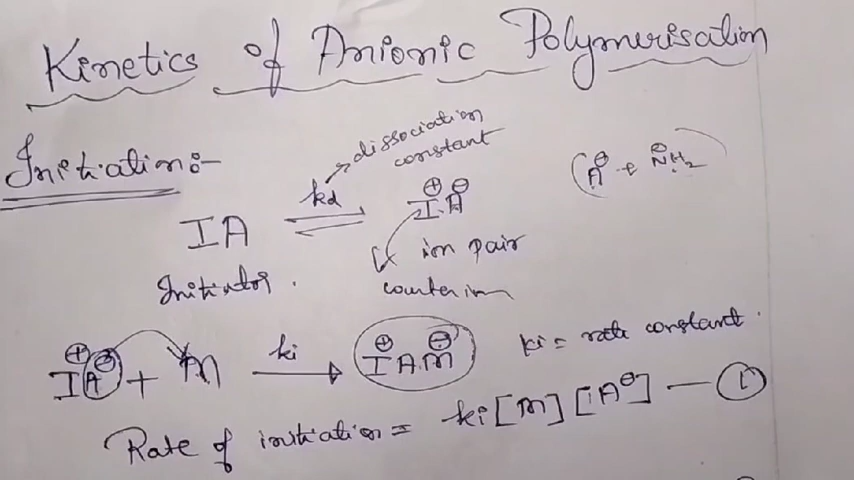 Kinetics of Anionic Polymerisation
Initiation:-
dissociation constant
IA ⇌ kd I⊕ A⊖
(A⊖ + N⊖H2
Initiator.
ion pair
counterion
I⊕A⊖ + M ⟶ ki I⊕AM⊖ ki = rate constant.
Rate of initiation = ki[M][IA⊖] — ①